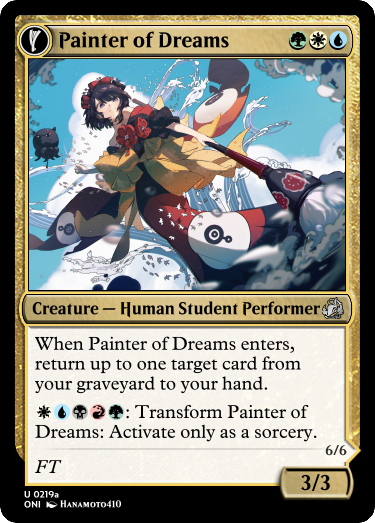 Painter of Dreams
Creature — Human Student Performer
When Painter of Dreams enters,
return up to one target card from
your graveyard to your hand.
: Transform Painter of
Dreams: Activate only as a sorcery.
6/6
FT
3/3
U 0219a
ONI HANAMOTO410